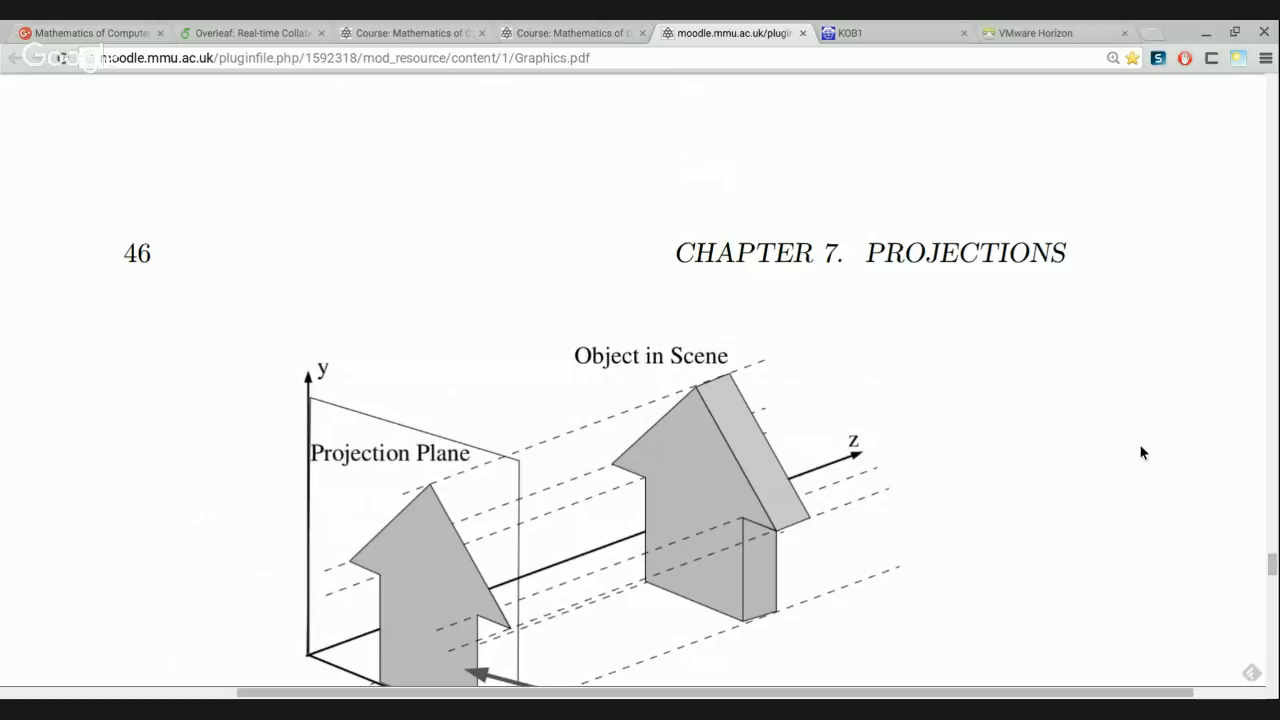 Mathematics of Computer
Overleaf: Real-time Collab
Course: Mathematics of C
Course: Mathematics of D
moodle.mmu.ac.uk/plugin
KOB1
VMware Horizon
Google
moodle.mmu.ac.uk/pluginfile.php/1592318/mod_resource/content/1/Graphics.pdf
46
CHAPTER 7. PROJECTIONS
Object in Scene
y
z
Projection Plane